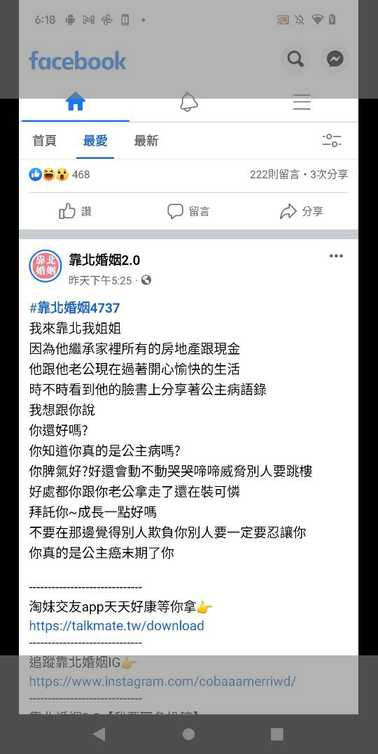 6:18
facebook
首頁
最愛
最新
468
222則留言・3次分享
讚
留言
分享
靠北婚姻
靠北婚姻2.0
昨天下午5:25 ·
#靠北婚姻4737
我來靠北我姐姐
因為他繼承家裡所有的房地產跟現金
他跟他老公現在過著開心愉快的生活
時不時看到他的臉書上分享著公主病語錄
我想跟你說
你還好嗎?
你知道你真的是公主病嗎?
你脾氣好?好還會動不動哭哭啼啼威脅別人要跳樓
好處都你跟你老公拿走了還在裝可憐
拜託你~成長一點好嗎
不要在那邊覺得別人欺負你別人要一定要忍讓你
你真的是公主癌末期了你
------------------------------
淘妹交友app天天好康等你拿👉
https://talkmate.tw/download
------------------------------
追蹤靠北婚姻IG👉
https://www.instagram.com/cobaaamerriwd/
------------------------------